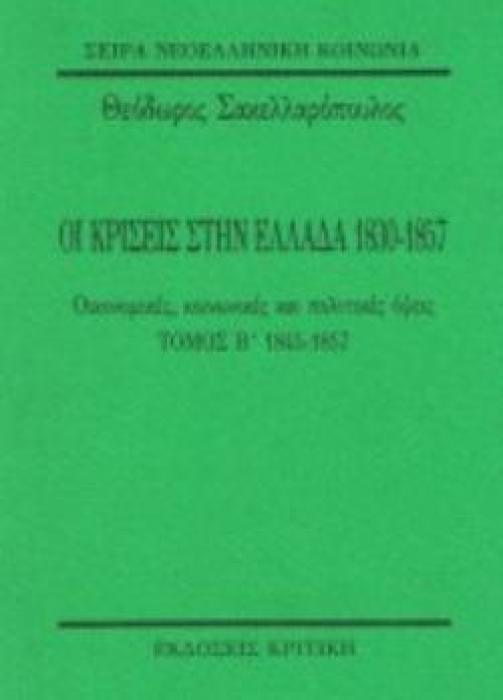 ΣΕΙΡΑ ΝΕΟΕΛΛΗΝΙΚΗ ΚΟΙΝΩΝΙΑ
Θεόδωρος Σακελλαρόπουλος
ΟΙ ΚΡΙΣΕΙΣ ΣΤΗΝ ΕΛΛΑΔΑ 1830-1857
Οικονομικές, κοινωνικές και πολιτικές όψεις
ΤΟΜΟΣ Β΄ 1845-1857
ΕΚΔΟΣΕΙΣ ΚΡΙΤΙΚΗ